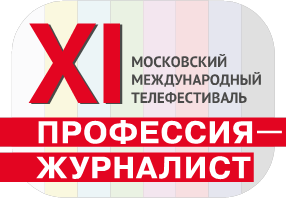 XI
МОСКОВСКИЙ
МЕЖДУНАРОДНЫЙ
ТЕЛЕФЕСТИВАЛЬ
ПРОФЕССИЯ—
ЖУРНАЛИСТ